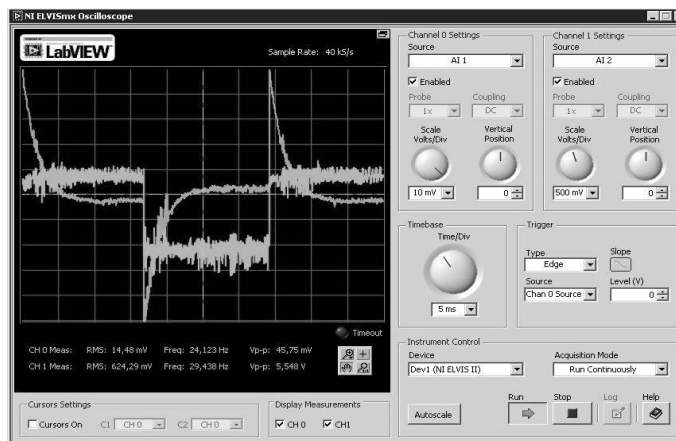 NI ELVISmx Oscilloscope
LabVIEW
Sample Rate: 40 kS/s
Timeout
CH 0 Meas: RMS: 14,48 mV Freq: 24,123 Hz Vp-p: 45,75 mV
CH 1 Meas: RMS: 624,29 mV Freq: 29,438 Hz Vp-p: 5,548 V
Cursors Settings
Cursors On C1 CH 0 C2 CH 0
Display Measurements
CH 0 CH1
Channel 0 Settings
Source
AI 1
Enabled
Probe Coupling
1x DC
Scale Vertical
Volts/Div Position
10 mV 0
Channel 1 Settings
Source
AI 2
Enabled
Probe Coupling
1x DC
Scale Vertical
Volts/Div Position
500 mV 0
Timebase
Time/Div
5 ms
Trigger
Type Slope
Edge
Source Level (V)
Chan 0 Source 0
Instrument Control
Device Acquisition Mode
Dev1 (NI ELVIS II) Run Continuously
Run Stop Log Help
Autoscale